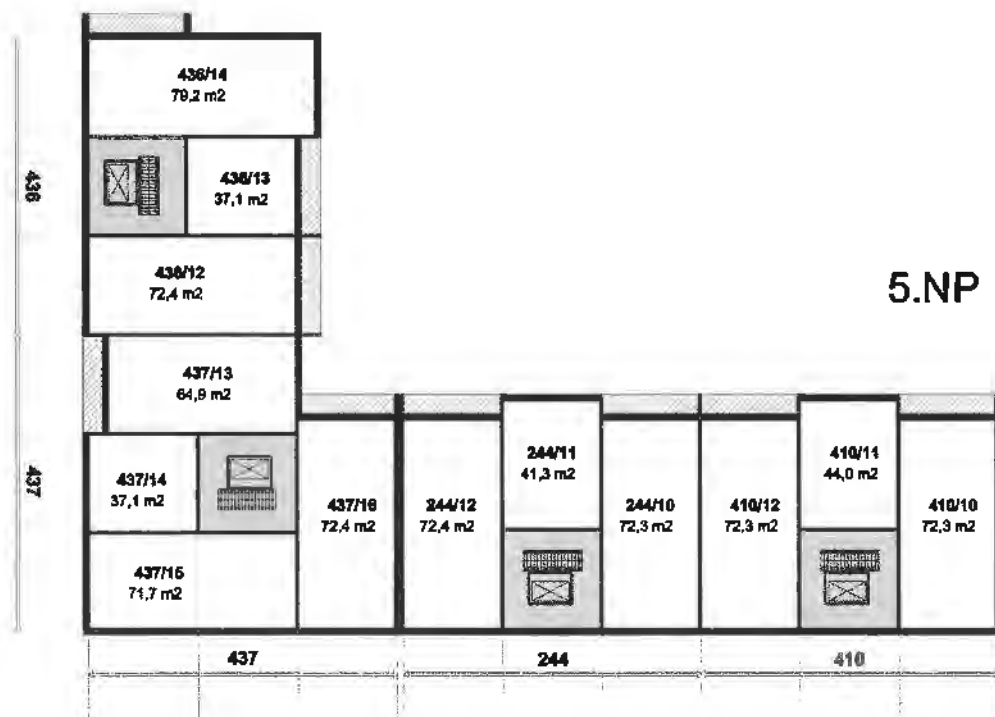 436/14
79,2 m2
436/13
37,1 m2
436
436/12
72,4 m2
5.NP
437/13
64,9 m2
437/14
37,1 m2
437
437/15
71,7 m2
437/16
72,4 m2
244/12
72,4 m2
244/11
41,3 m2
244/10
72,3 m2
410/12
72,3 m2
410/11
44,0 m2
410/10
72,3 m2
437
244
410